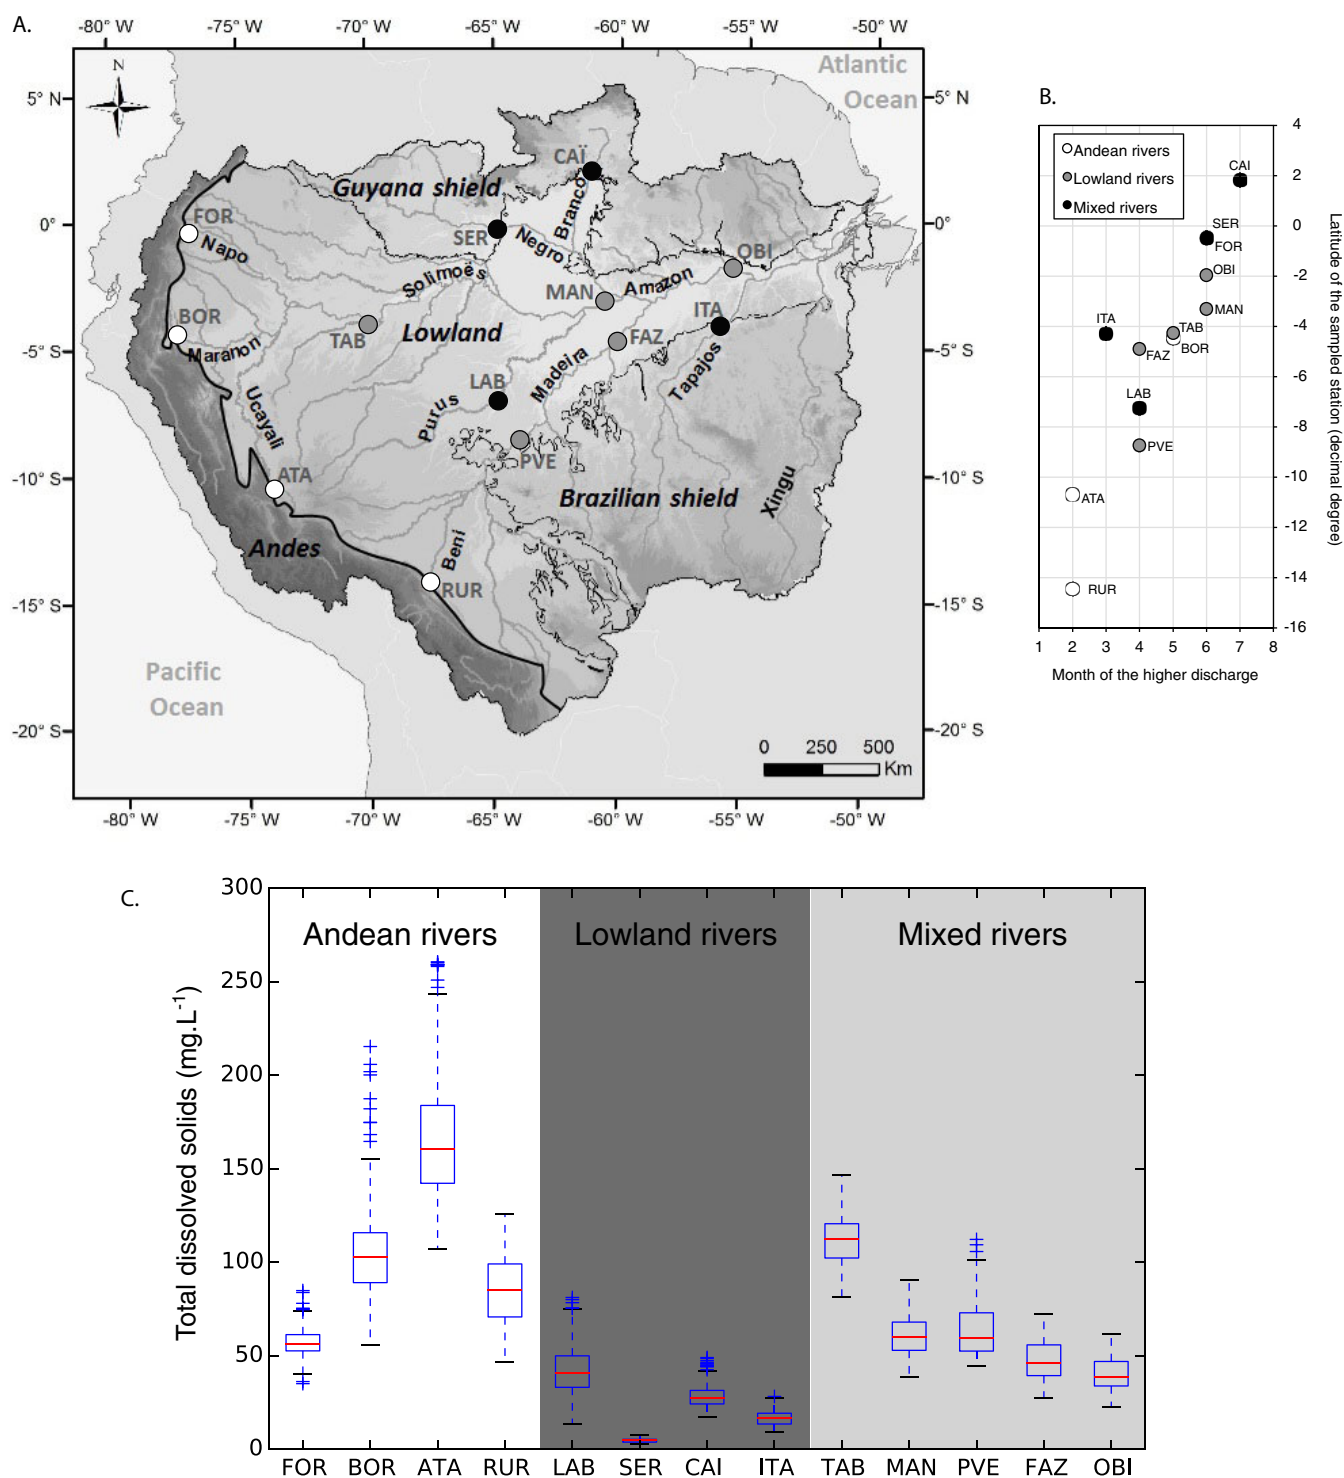 A.
-80° W -75° W -70° W -65° W -60° W -55° W -50° W
Atlantic
Ocean
N
5° N
5° N
CAÏ
Guyana shield
Branco
FOR
0°
0°
SER
Negro
Napo
OBI
Solimoës
Amazon
MAN
ITA
BOR
Lowland
FAZ
TAB
Marañon
-5° S
-5° S
Madeira
Tapajos
LAB
Ucayali
Purus
PVE
ATA
-10° S
-10° S
Brazilian shield
Xingu
Andes
Beni
RUR
-15° S
-15° S
Pacific
Ocean
-20° S
-20° S
0 250 500
Km
-80° W -75° W -70° W -65° W -60° W -55° W -50° W
B.
Andean rivers
Lowland rivers
Mixed rivers
CAI
SER
FOR
OBI
MAN
ITA
TAB
BOR
FAZ
LAB
PVE
ATA
RUR
4
2
0
-2
-4
-6
-8
-10
-12
-14
-16
Latitude of the sampled station (decimal degree)
1 2 3 4 5 6 7 8
Month of the higher discharge
C.
300
250
200
150
100
50
0
Total dissolved solids (mg.L-1)
Andean rivers Lowland rivers Mixed rivers
FOR BOR ATA RUR LAB SER CAI ITA TAB MAN PVE FAZ OBI